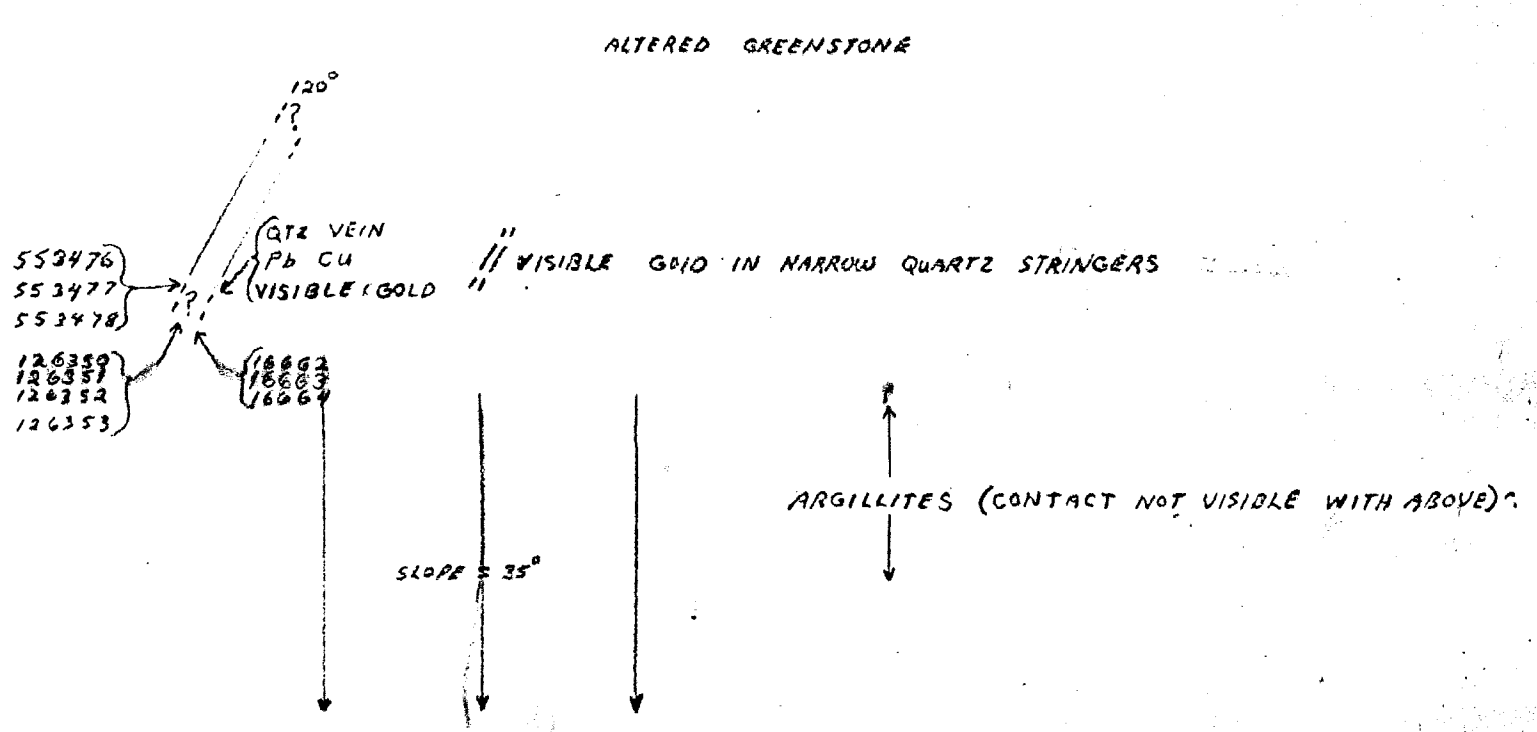 ALTERED GREENSTONE
120°
?
QTZ VEIN
Pb CU
VISIBLE GOLD
VISIBLE GOLD IN NARROW QUARTZ STRINGERS
553476
553477
553478
?
126350
126351
126352
126353
16662
16663
16664
?
ARGILLITES (CONTACT NOT VISIBLE WITH ABOVE)
SLOPE = 35°